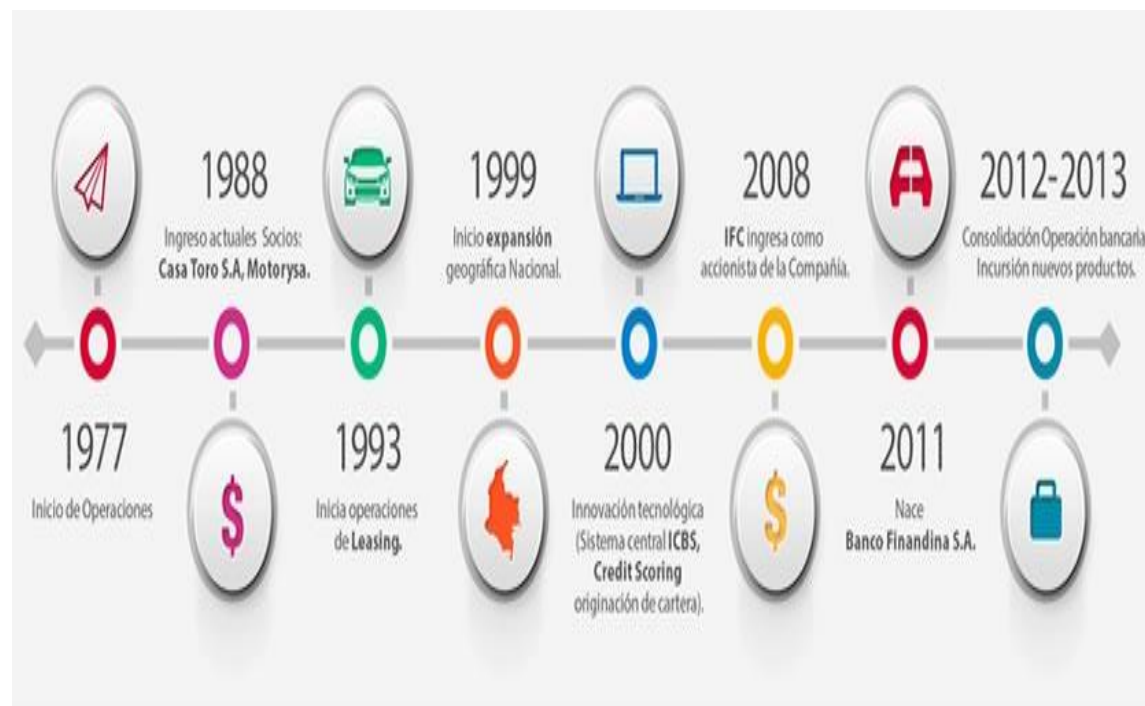 1977
Inicio de Operaciones
1988
Ingreso actuales Socios:
Casa Toro S.A, Motorysa.
1993
Inicia operaciones
de Leasing.
1999
Inicio expansión
geográfica Nacional.
2000
Innovación tecnológica
(Sistema central ICBS,
Credit Scoring
originación de cartera).
2008
IFC ingresa como
accionista de la Compañía.
2011
Nace
Banco Finandina S.A.
2012-2013
Consolidación Operación bancaria
Incursión nuevos productos.